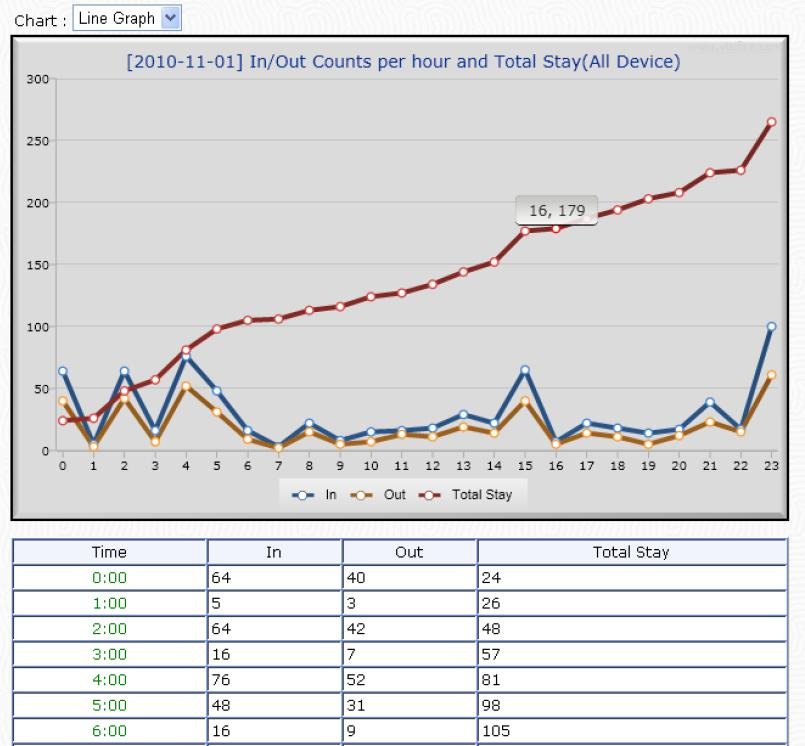 Chart : Line Graph
[2010-11-01] In/Out Counts per hour and Total Stay(All Device)
300
250
200
150
100
50
0
16, 179
0 1 2 3 4 5 6 7 8 9 10 11 12 13 14 15 16 17 18 19 20 21 22 23
In Out Total Stay
Time In Out Total Stay
0:00 64 40 24
1:00 5 3 26
2:00 64 42 48
3:00 16 7 57
4:00 76 52 81
5:00 48 31 98
6:00 16 9 105